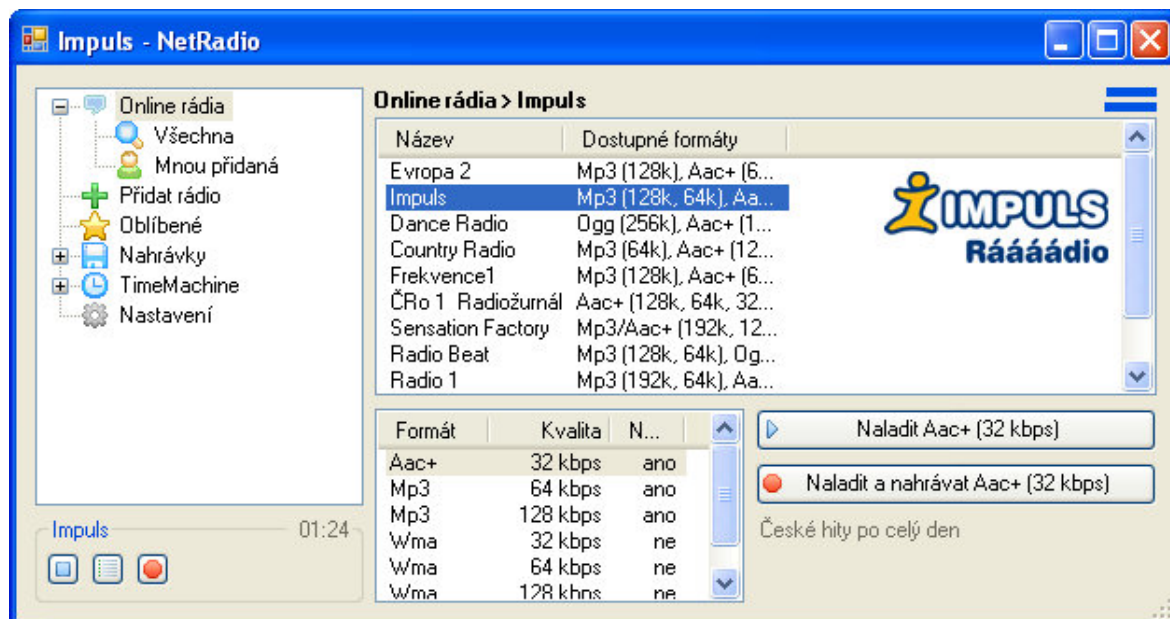 Impuls - NetRadio
Online rádia
Všechna
Mnou přidaná
Přidat rádio
Oblíbené
Nahrávky
TimeMachine
Nastavení
Impuls 01:24
Online rádia > Impuls
Název Dostupné formáty
Evropa 2 Mp3 (128k), Aac+ (6...
Impuls Mp3 (128k, 64k), Aa...
Dance Radio Ogg (256k), Aac+ (1...
Country Radio Mp3 (64k), Aac+ (12...
Frekvence1 Mp3 (128k), Aac+ (6...
ČRo 1 Radiožurnál Aac+ (128k, 64k, 32...
Sensation Factory Mp3/Aac+ (192k, 12...
Radio Beat Mp3 (128k, 64k), Og...
Radio 1 Mp3 (192k, 64k), Aa...
IMPULS
Ráááádio
Formát Kvalita N...
Aac+ 32 kbps ano
Mp3 64 kbps ano
Mp3 128 kbps ano
Wma 32 kbps ne
Wma 64 kbps ne
Wma 128 kbps ne
Naladit Aac+ (32 kbps)
Naladit a nahrávat Aac+ (32 kbps)
České hity po celý den